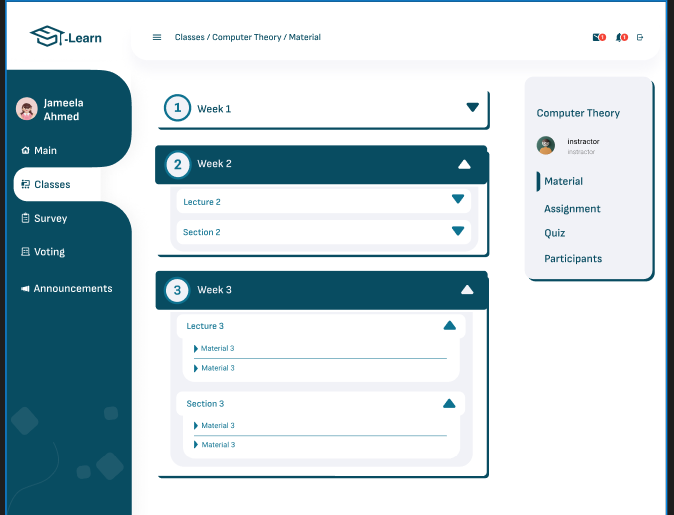 -Learn
Classes / Computer Theory / Material
1
1
Jameela
Ahmed
Main
Classes
Survey
Voting
Announcements
1
Week 1
2
Week 2
Lecture 2
Section 2
3
Week 3
Lecture 3
Material 3
Material 3
Section 3
Material 3
Material 3
Computer Theory
instractor
instractor
Material
Assignment
Quiz
Participants